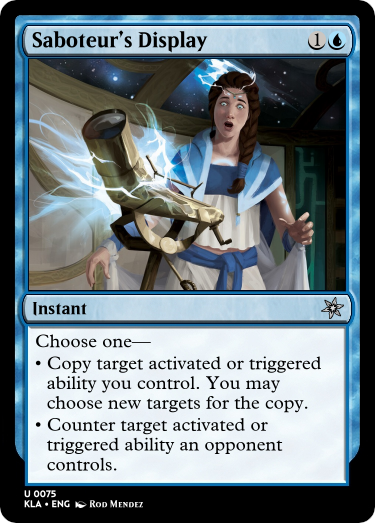 Saboteur's Display 1
Instant
Choose one—
• Copy target activated or triggered
ability you control. You may
choose new targets for the copy.
• Counter target activated or
triggered ability an opponent
controls.
U 0075
KLA • ENG Rod Mendez